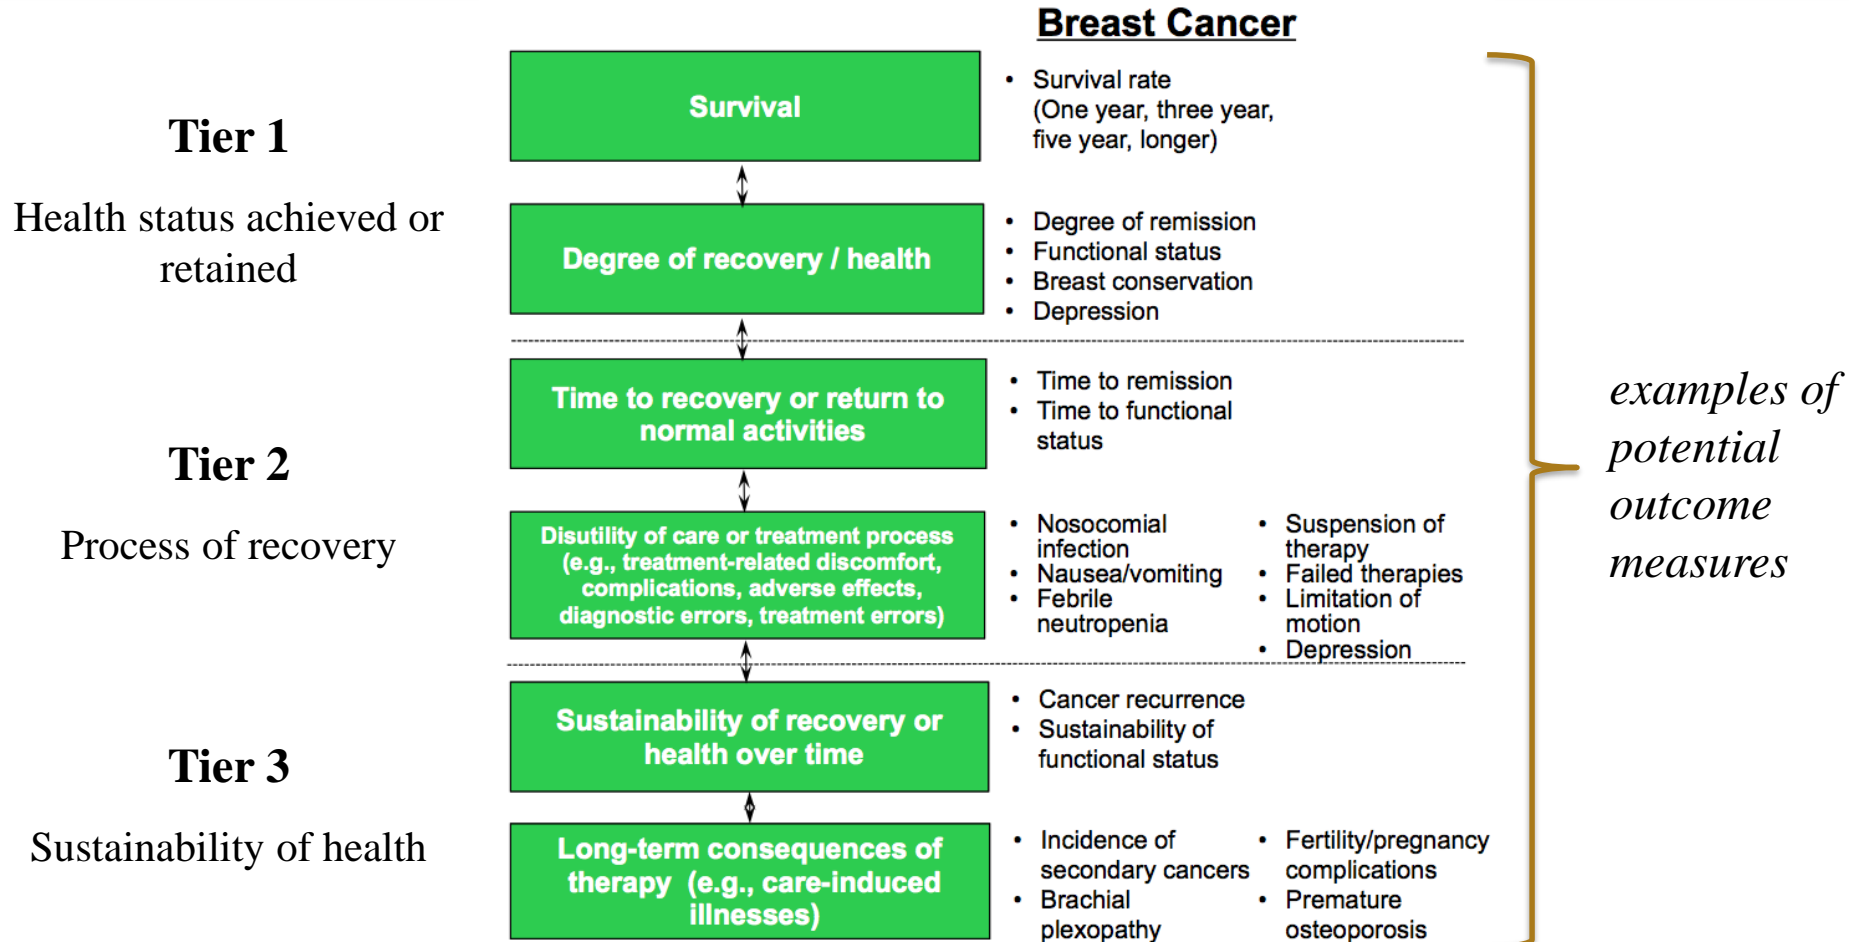 Breast Cancer
Tier 1
Health status achieved or
retained
Survival
• Survival rate
(One year, three year,
five year, longer)
Degree of recovery / health
• Degree of remission
• Functional status
• Breast conservation
• Depression
Tier 2
Process of recovery
Time to recovery or return to
normal activities
• Time to remission
• Time to functional
status
Disutility of care or treatment process
(e.g., treatment-related discomfort,
complications, adverse effects,
diagnostic errors, treatment errors)
• Nosocomial
infection
• Nausea/vomiting
• Febrile
neutropenia
• Suspension of
therapy
• Failed therapies
• Limitation of
motion
• Depression
Tier 3
Sustainability of health
Sustainability of recovery or
health over time
• Cancer recurrence
• Sustainability of
functional status
Long-term consequences of
therapy (e.g., care-induced
illnesses)
• Incidence of
secondary cancers
• Brachial
plexopathy
• Fertility/pregnancy
complications
• Premature
osteoporosis
examples of
potential
outcome
measures